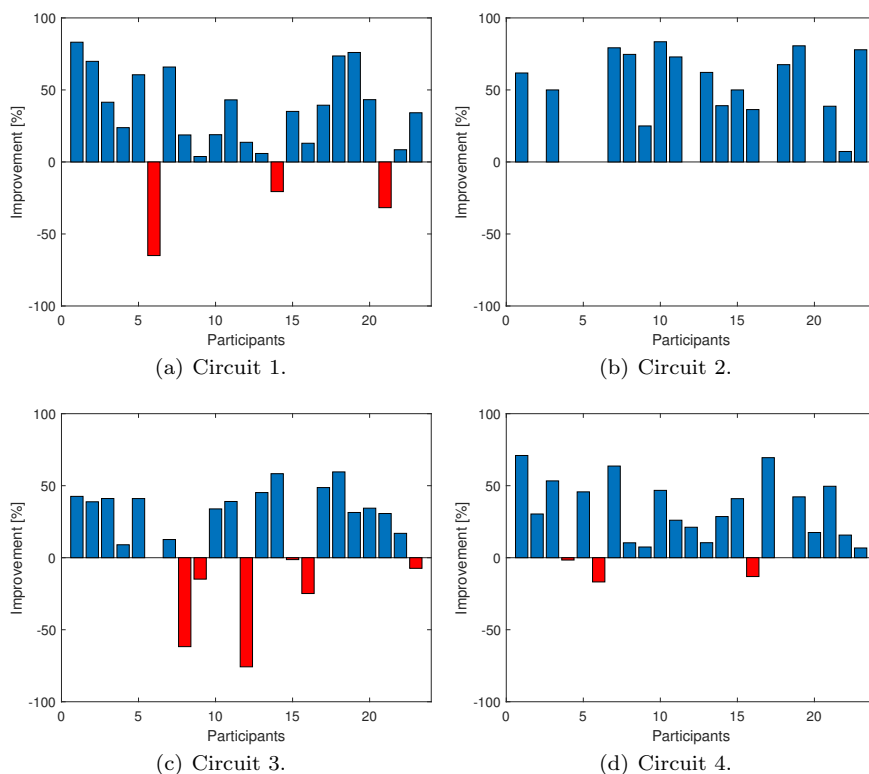 100
50
0
-50
-100
Improvement [%]
0 5 10 15 20
Participants
(a) Circuit 1.
100
50
0
-50
-100
Improvement [%]
0 5 10 15 20
Participants
(b) Circuit 2.
100
50
0
-50
-100
Improvement [%]
0 5 10 15 20
Participants
(c) Circuit 3.
100
50
0
-50
-100
Improvement [%]
0 5 10 15 20
Participants
(d) Circuit 4.